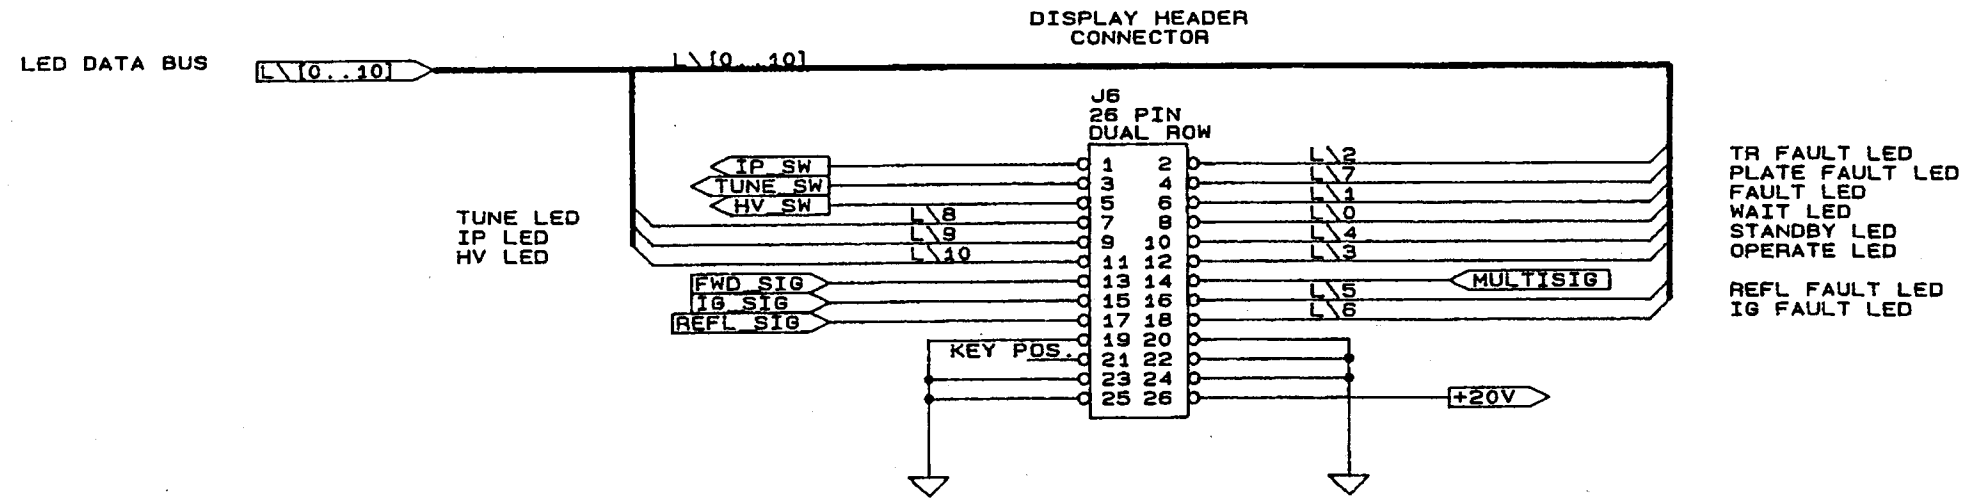 DISPLAY HEADER
CONNECTOR
LED DATA BUS
L\[0..10]
L\[0..10]
J6
26 PIN
DUAL ROW
IP_SW 1 2 L\2 TR FAULT LED
TUNE_SW 3 4 L\7 PLATE FAULT LED
HV_SW 5 6 L\1 FAULT LED
TUNE LED L\8 7 8 L\0 WAIT LED
IP LED L\9 9 10 L\4 STANDBY LED
HV LED L\10 11 12 L\3 OPERATE LED
FWD_SIG 13 14 MULTISIG
IG_SIG 15 16 L\5 REFL FAULT LED
REFL_SIG 17 18 L\6 IG FAULT LED
19 20
KEY POS. 21 22
23 24
25 26 +20V